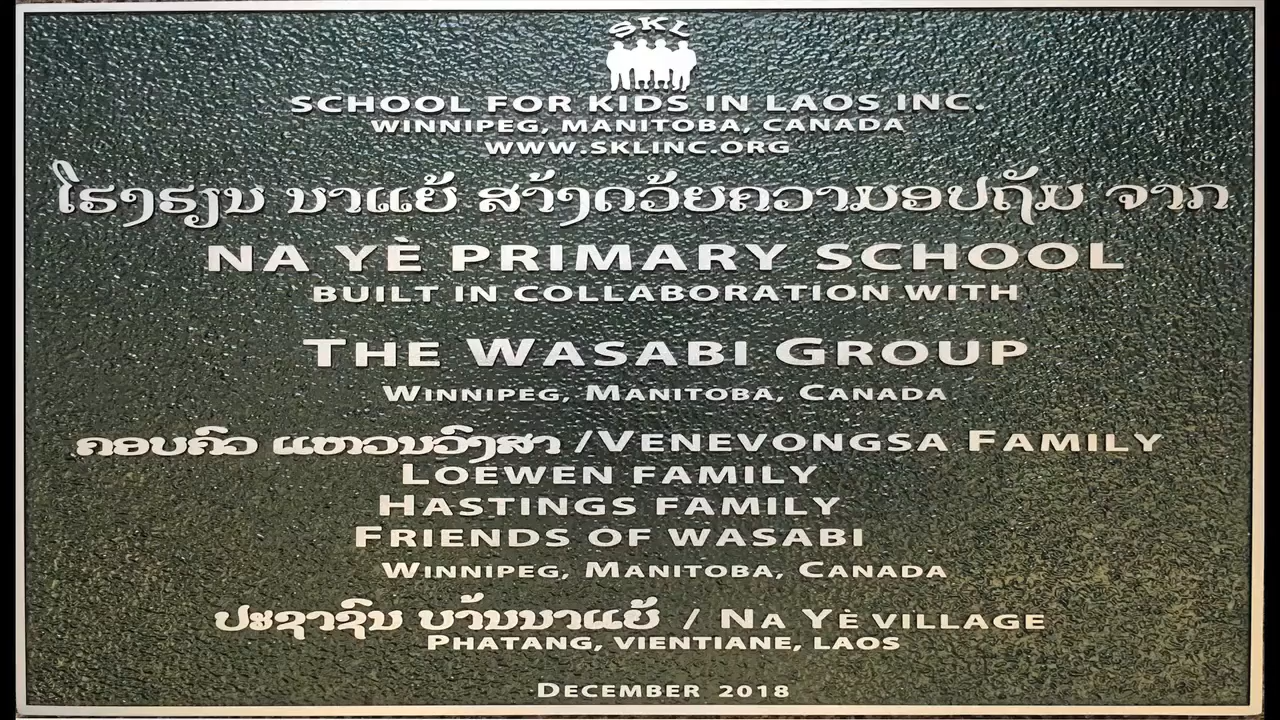 SKL
SCHOOL FOR KIDS IN LAOS INC.
WINNIPEG, MANITOBA, CANADA
WWW.SKLINC.ORG
ໂຮງຮຽນ ນາແຍ້ ສ້າງດ້ວຍຄວາມອຸປຖັມ ຈາກ
NA YÈ PRIMARY SCHOOL
BUILT IN COLLABORATION WITH
THE WASABI GROUP
WINNIPEG, MANITOBA, CANADA
ຄອບຄົວ ແຫວນວົງສາ /VENEVONGSA FAMILY
LOEWEN FAMILY
HASTINGS FAMILY
FRIENDS OF WASABI
WINNIPEG, MANITOBA, CANADA
ປະຊາຊົນ ບ້ານນາແຍ້ / NA YÈ VILLAGE
PHATANG, VIENTIANE, LAOS
DECEMBER 2018